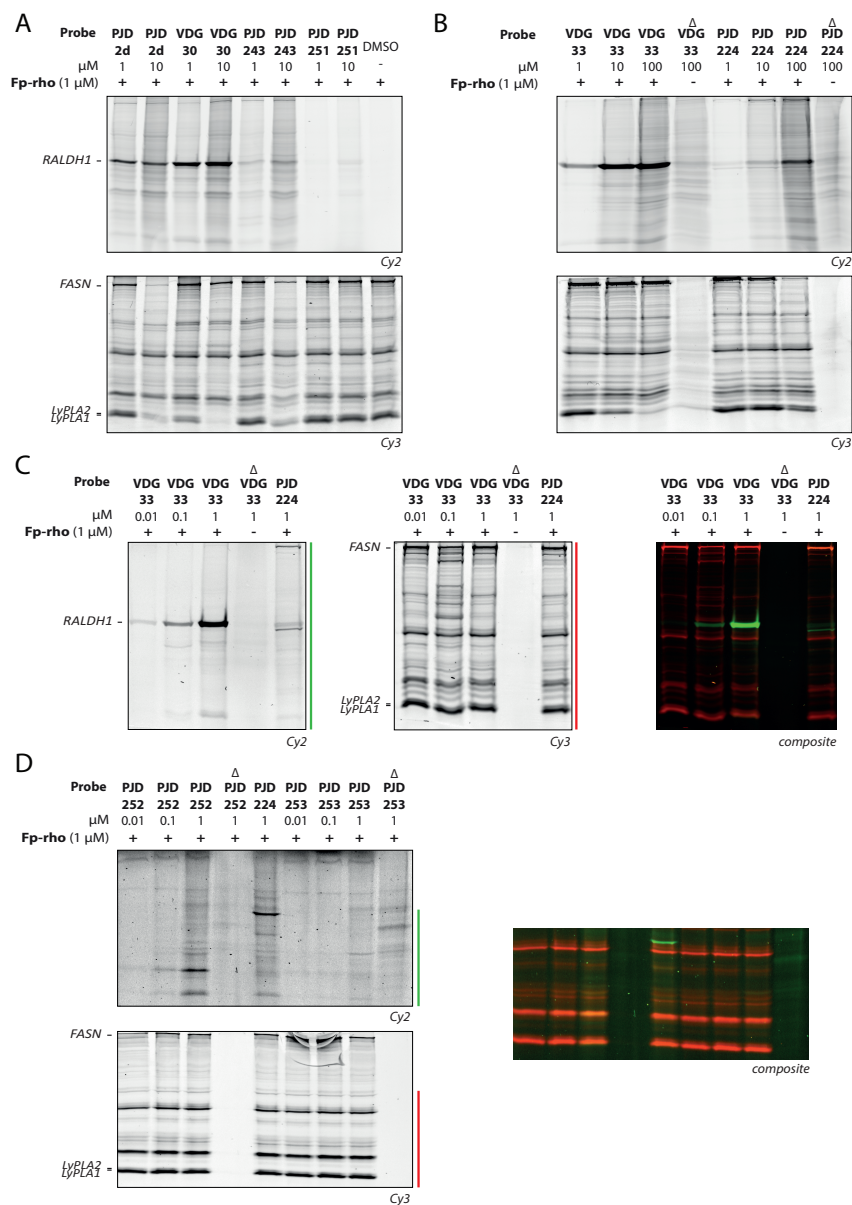 A
Probe PJD PJD VDG VDG PJD PJD PJD PJD DMSO
2d 2d 30 30 243 243 251 251
μM 1 10 1 10 1 10 1 10 -
Fp-rho (1 μM) + + + + + + + + +
RALDH1
Cy2
FASN
LyPLA2
LyPLA1
Cy3
B
Δ Δ
Probe VDG VDG VDG VDG PJD PJD PJD PJD
33 33 33 33 224 224 224 224
μM 1 10 100 100 1 10 100 100
Fp-rho (1 μM) + + + - + + + -
Cy2
Cy3
C
Δ
Probe VDG VDG VDG VDG PJD
33 33 33 33 224
μM 0.01 0.1 1 1 1
Fp-rho (1 μM) + + + - +
RALDH1
Cy2
Δ
VDG VDG VDG VDG PJD
33 33 33 33 224
0.01 0.1 1 1 1
+ + + - +
FASN
LyPLA2
LyPLA1
Cy3
Δ
VDG VDG VDG VDG PJD
33 33 33 33 224
0.01 0.1 1 1 1
+ + + - +
composite
D
Δ Δ
Probe PJD PJD PJD PJD PJD PJD PJD PJD PJD
252 252 252 252 224 253 253 253 253
μM 0.01 0.1 1 1 1 0.01 0.1 1 1
Fp-rho (1 μM) + + + + + + + + +
Cy2
FASN
LyPLA2
LyPLA1
Cy3
composite